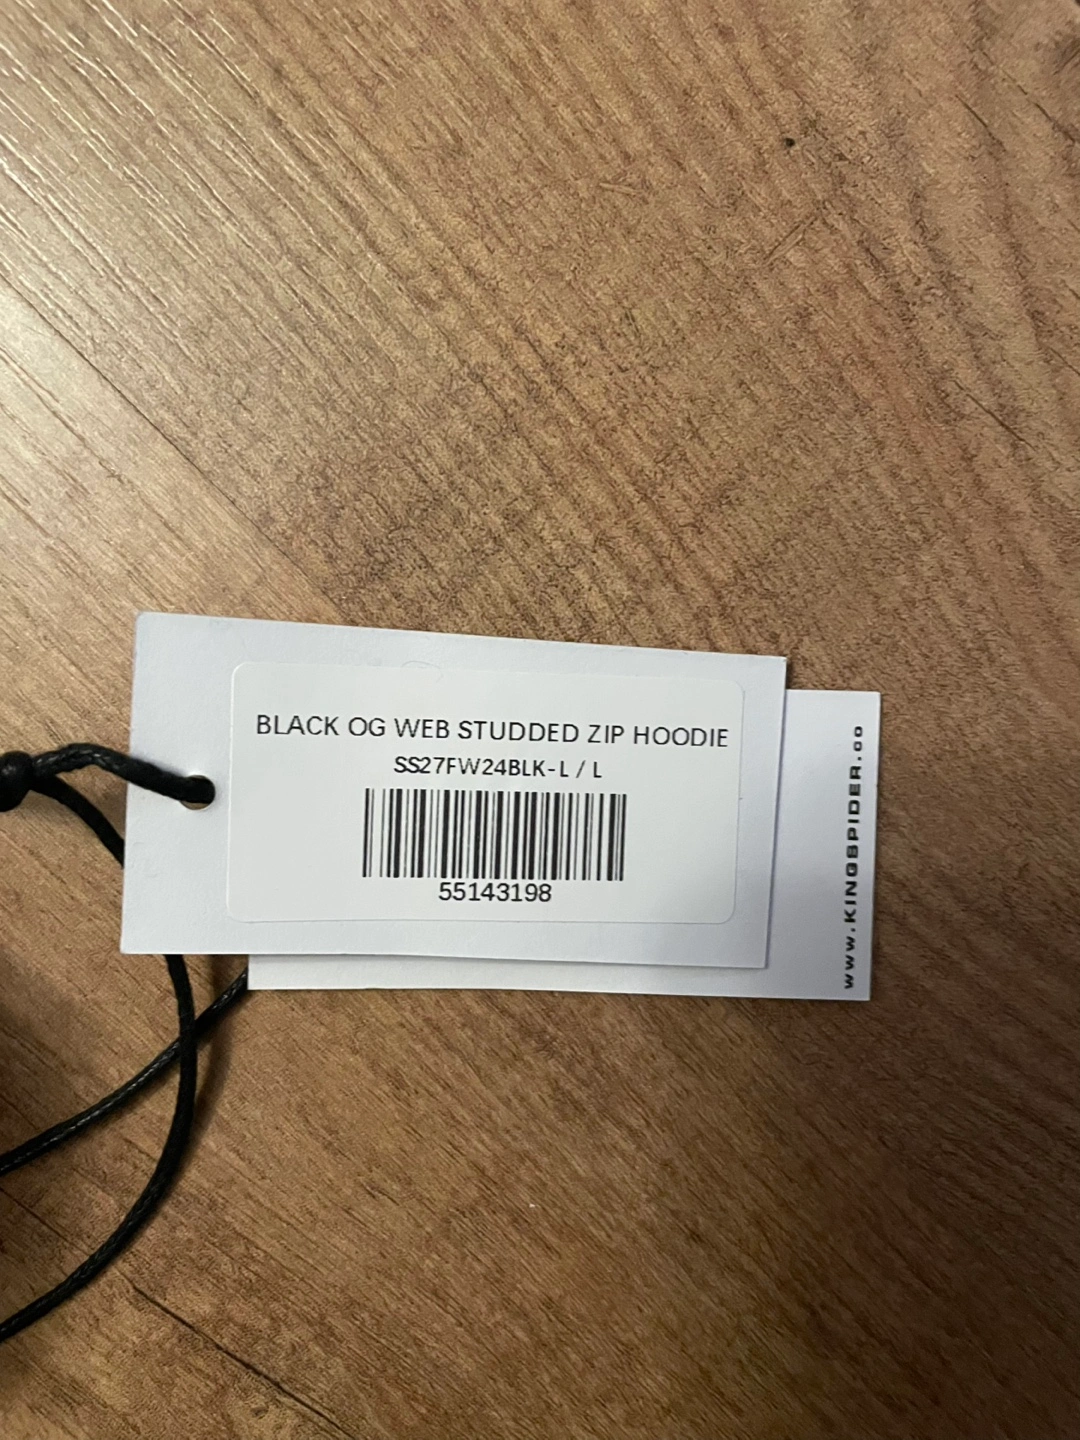 BLACK OG WEB STUDDED ZIP HOODIE
SS27FW24BLK-L / L
55143198
www.KINGSPIDER.co